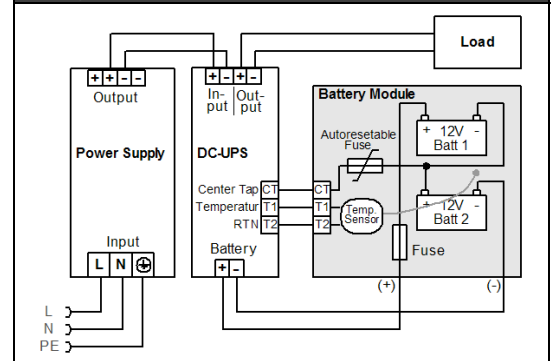 Load
+ + - -
Output
+ - + -
In- Out-
put put
Battery Module
+ 12V -
Batt 1
Autoresetable
Fuse
Power Supply
DC-UPS
Center Tap CT CT
Temperatur T1 T1
RTN T2 T2
Temp.
Sensor
+ 12V -
Batt 2
Input
L N
Battery
+ -
Fuse
(+) (-)
L
N
PE